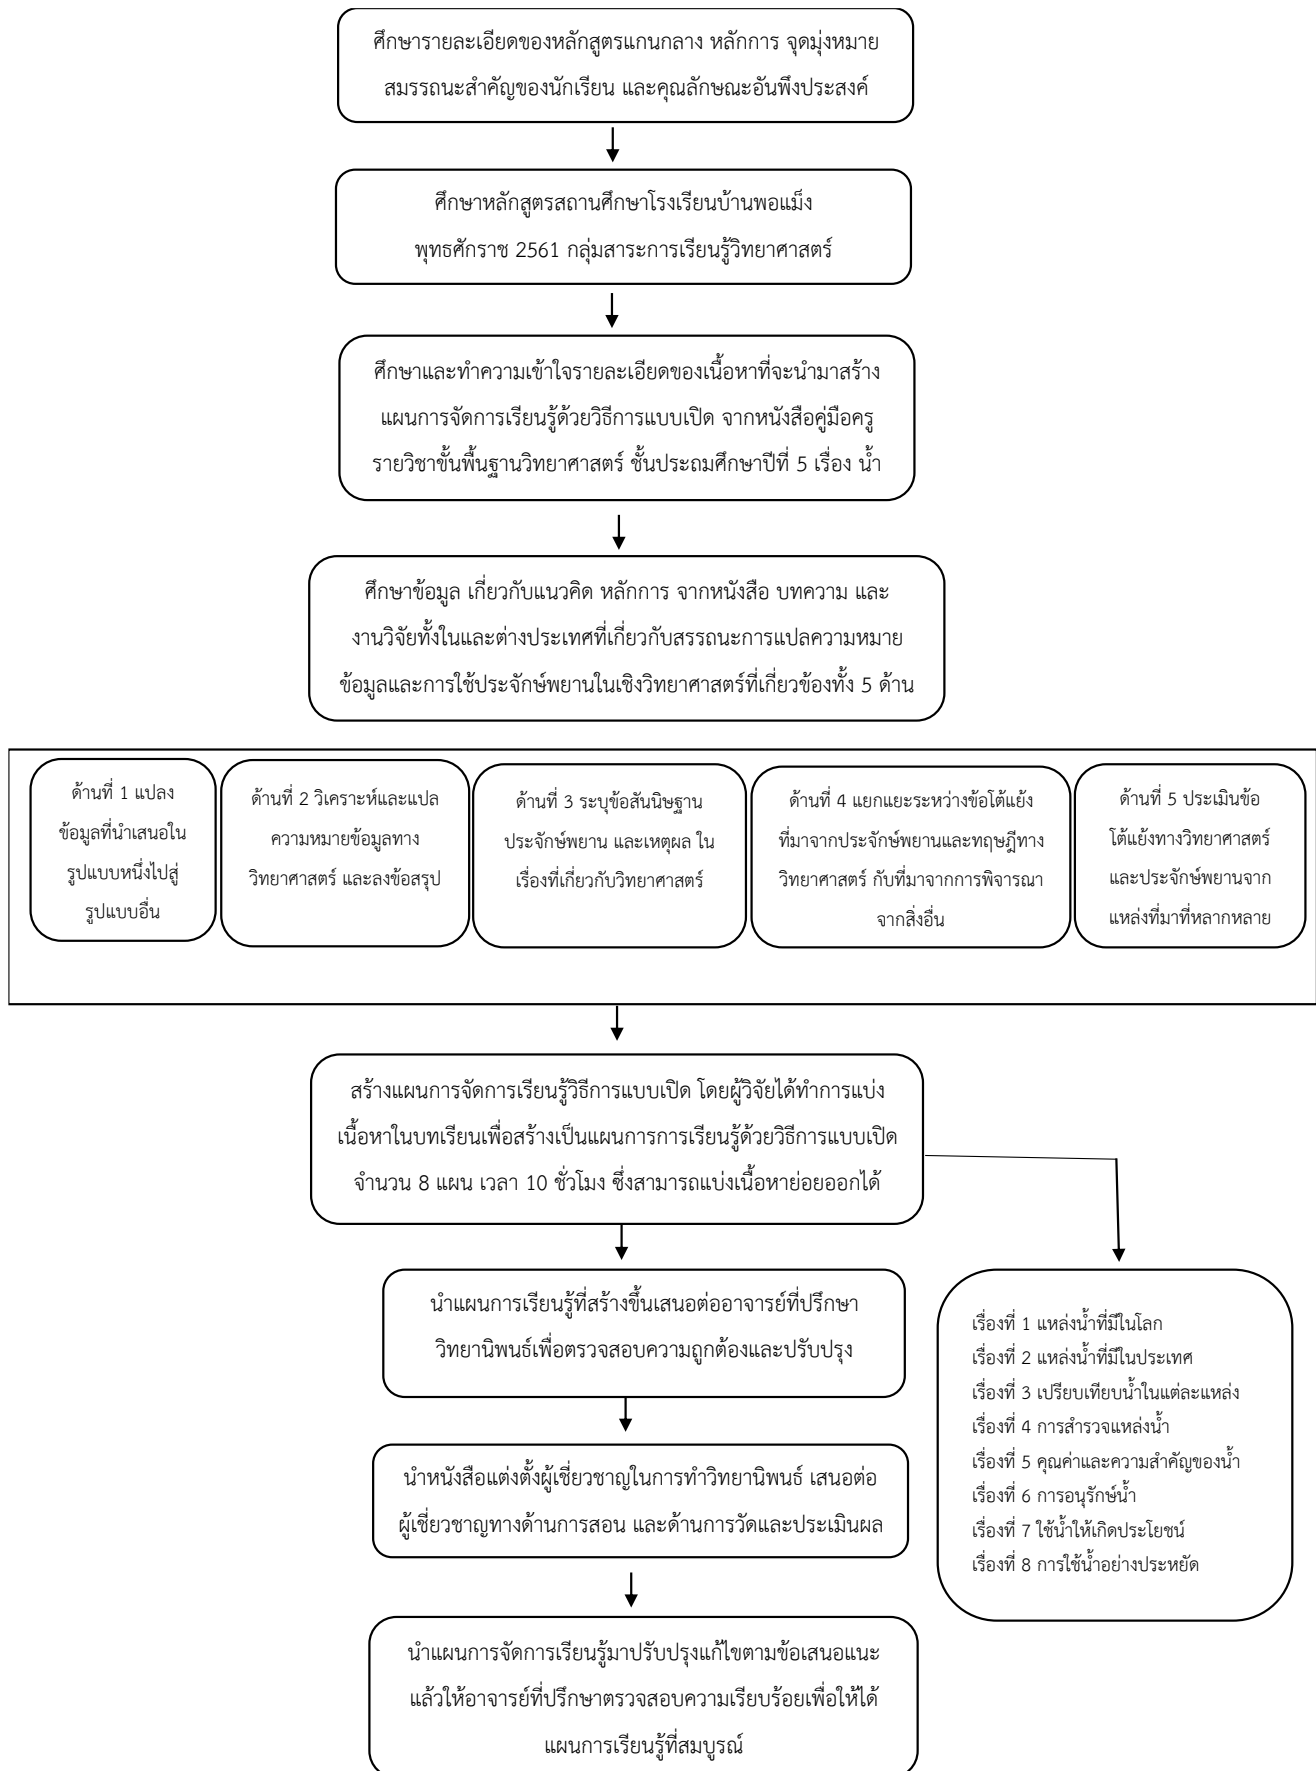 ศึกษารายละเอียดของหลักสูตรแกนกลาง หลักการ จุดมุ่งหมาย
สมรรถนะสำคัญของนักเรียน และคุณลักษณะอันพึงประสงค์
ศึกษาหลักสูตรสถานศึกษาโรงเรียนบ้านพอแม็ง
พุทธศักราช 2561 กลุ่มสาระการเรียนรู้วิทยาศาสตร์
ศึกษาและทำความเข้าใจรายละเอียดของเนื้อหาที่จะนำมาสร้าง
แผนการจัดการเรียนรู้ด้วยวิธีการแบบเปิด จากหนังสือคู่มือครู
รายวิชาขั้นพื้นฐานวิทยาศาสตร์ ชั้นประถมศึกษาปีที่ 5 เรื่อง น้ำ
ศึกษาข้อมูล เกี่ยวกับแนวคิด หลักการ จากหนังสือ บทความ และ
งานวิจัยทั้งในและต่างประเทศที่เกี่ยวกับสรรถนะการแปลความหมาย
ข้อมูลและการใช้ประจักษ์พยานในเชิงวิทยาศาสตร์ที่เกี่ยวข้องทั้ง 5 ด้าน
ด้านที่ 1 แปลง
ข้อมูลที่นำเสนอใน
รูปแบบหนึ่งไปสู่
รูปแบบอื่น
ด้านที่ 2 วิเคราะห์และแปล
ความหมายข้อมูลทาง
วิทยาศาสตร์ และลงข้อสรุป
ด้านที่ 3 ระบุข้อสันนิษฐาน
ประจักษ์พยาน และเหตุผล ใน
เรื่องที่เกี่ยวกับวิทยาศาสตร์
ด้านที่ 4 แยกแยะระหว่างข้อโต้แย้ง
ที่มาจากประจักษ์พยานและทฤษฎีทาง
วิทยาศาสตร์ กับที่มาจากการพิจารณา
จากสิ่งอื่น
ด้านที่ 5 ประเมินข้อ
โต้แย้งทางวิทยาศาสตร์
และประจักษ์พยานจาก
แหล่งที่มาที่หลากหลาย
สร้างแผนการจัดการเรียนรู้วิธีการแบบเปิด โดยผู้วิจัยได้ทำการแบ่ง
เนื้อหาในบทเรียนเพื่อสร้างเป็นแผนการการเรียนรู้ด้วยวิธีการแบบเปิด
จำนวน 8 แผน เวลา 10 ชั่วโมง ซึ่งสามารถแบ่งเนื้อหาย่อยออกได้
นำแผนการเรียนรู้ที่สร้างขึ้นเสนอต่ออาจารย์ที่ปรึกษา
วิทยานิพนธ์เพื่อตรวจสอบความถูกต้องและปรับปรุง
เรื่องที่ 1 แหล่งน้ำที่มีในโลก
เรื่องที่ 2 แหล่งน้ำที่มีในประเทศ
เรื่องที่ 3 เปรียบเทียบน้ำในแต่ละแหล่ง
เรื่องที่ 4 การสำรวจแหล่งน้ำ
เรื่องที่ 5 คุณค่าและความสำคัญของน้ำ
เรื่องที่ 6 การอนุรักษ์น้ำ
เรื่องที่ 7 ใช้น้ำให้เกิดประโยชน์
เรื่องที่ 8 การใช้น้ำอย่างประหยัด
นำหนังสือแต่งตั้งผู้เชี่ยวชาญในการทำวิทยานิพนธ์ เสนอต่อ
ผู้เชี่ยวชาญทางด้านการสอน และด้านการวัดและประเมินผล
นำแผนการจัดการเรียนรู้มาปรับปรุงแก้ไขตามข้อเสนอแนะ
แล้วให้อาจารย์ที่ปรึกษาตรวจสอบความเรียบร้อยเพื่อให้ได้
แผนการเรียนรู้ที่สมบูรณ์